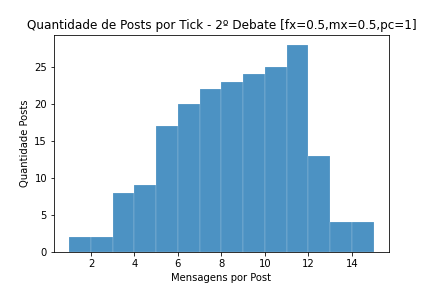 Quantidade de Posts por Tick - 2º Debate [fx=0.5,mx=0.5,pc=1]
25
20
15
10
5
0
Quantidade Posts
2 4 6 8 10 12 14
Mensagens por Post